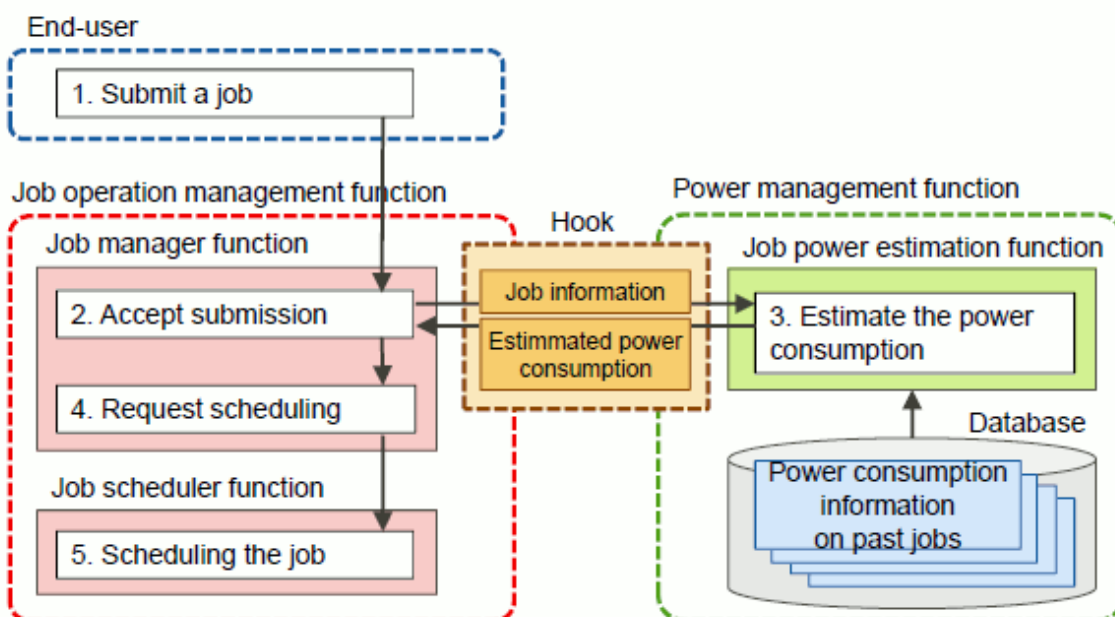 End-user
1. Submit a job
Job operation management function
Job manager function
2. Accept submission
4. Request scheduling
Job scheduler function
5. Scheduling the job
Hook
Job information
Estimmated power
consumption
Power management function
Job power estimation function
3. Estimate the power
consumption
Database
Power consumption
information
on past jobs